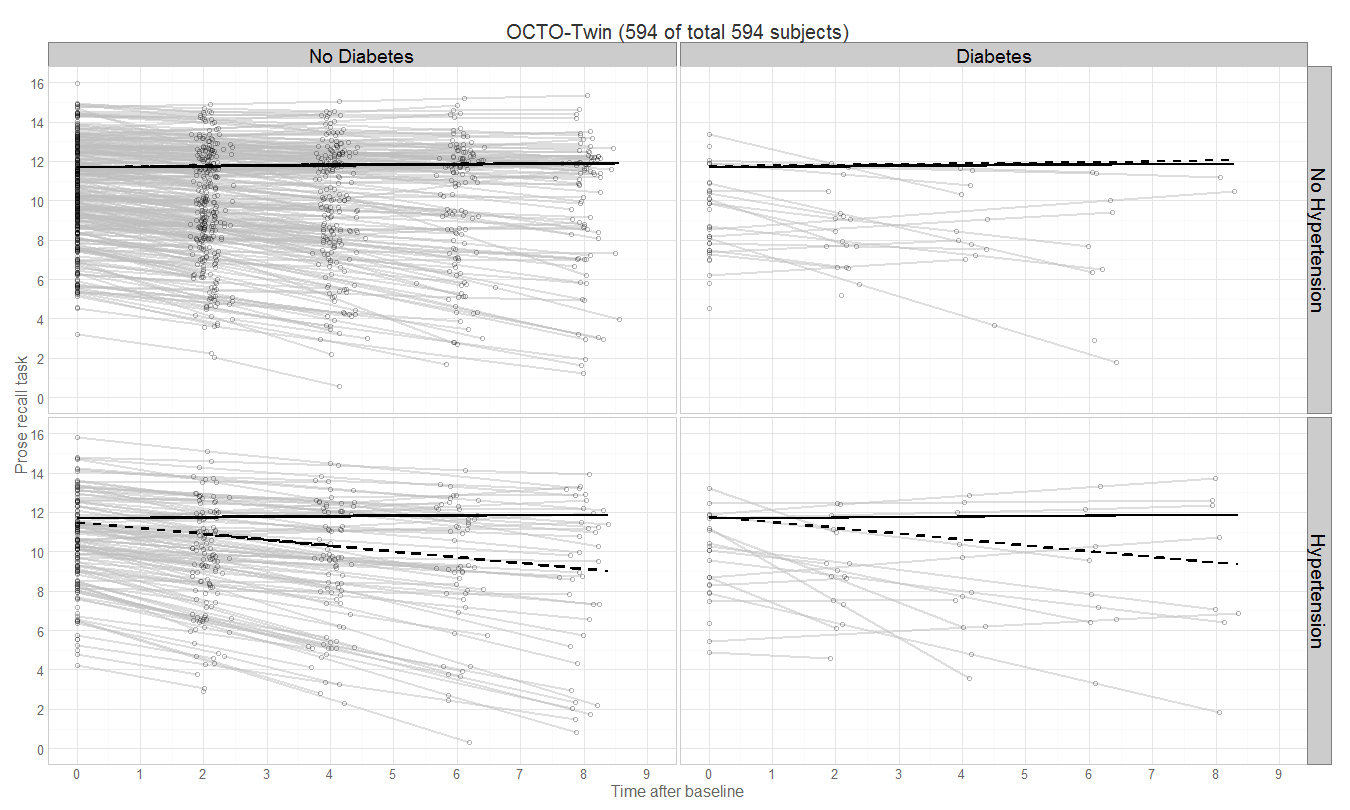 OCTO-Twin (594 of total 594 subjects)
No Diabetes
Diabetes
16
14
12
10
8
6
4
2
0
No Hypertension
Prose recall task
16
14
12
10
8
6
4
2
0
Hypertension
0 1 2 3 4 5 6 7 8 9
0 1 2 3 4 5 6 7 8 9
Time after baseline